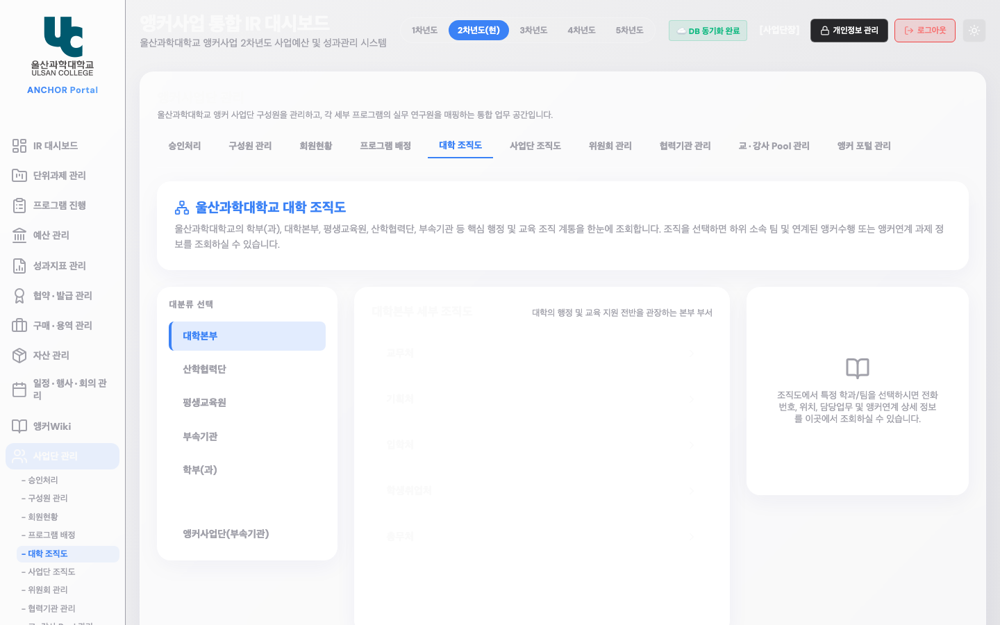 울산과학대학교
ULSAN COLLEGE
ANCHOR Portal
IR 대시보드
단위과제 관리
프로그램 진행
예산 관리
성과지표 관리
협약·발급 관리
구매·용역 관리
자산 관리
일정·행사·회의 관
리
앵커Wiki
사업단 관리
– 승인처리
– 구성원 관리
– 회원현황
– 프로그램 배정
– 대학 조직도
– 사업단 조직도
– 위원회 관리
– 협력기관 관리
앵커사업 통합 IR 대시보드
울산과학대학교 앵커사업 2차년도 사업예산 및 성과관리 시스템
1차년도 2차년도(현) 3차년도 4차년도 5차년도
DB 동기화 완료 [사업단장] 개인정보 관리 로그아웃
울산과학대학교 앵커 사업단 구성원을 관리하고, 각 세부 프로그램의 실무 연구원을 매핑하는 통합 업무 공간입니다.
승인처리 구성원 관리 회원현황 프로그램 배정 대학 조직도 사업단 조직도 위원회 관리 협력기관 관리 교·강사 Pool 관리 앵커 포털 관리
울산과학대학교 대학 조직도
울산과학대학교의 학부(과), 대학본부, 평생교육원, 산학협력단, 부속기관 등 핵심 행정 및 교육 조직 계통을 한눈에 조회합니다. 조직을 선택하면 하위 소속 팀 및 연계된 앵커수행 또는 앵커연계 과제 정
보를 조회하실 수 있습니다.
대분류 선택
대학본부
산학협력단
평생교육원
부속기관
학부(과)
앵커사업단(부속기관)
대학본부 세부 조직도
대학의 행정 및 교육 지원 전반을 관장하는 본부 부서
교무처
기획처
입학처
학생취업처
총무처
조직도에서 특정 학과/팀을 선택하시면 전화
번호, 위치, 담당업무 및 앵커연계 상세 정보
를 이곳에서 조회하실 수 있습니다.